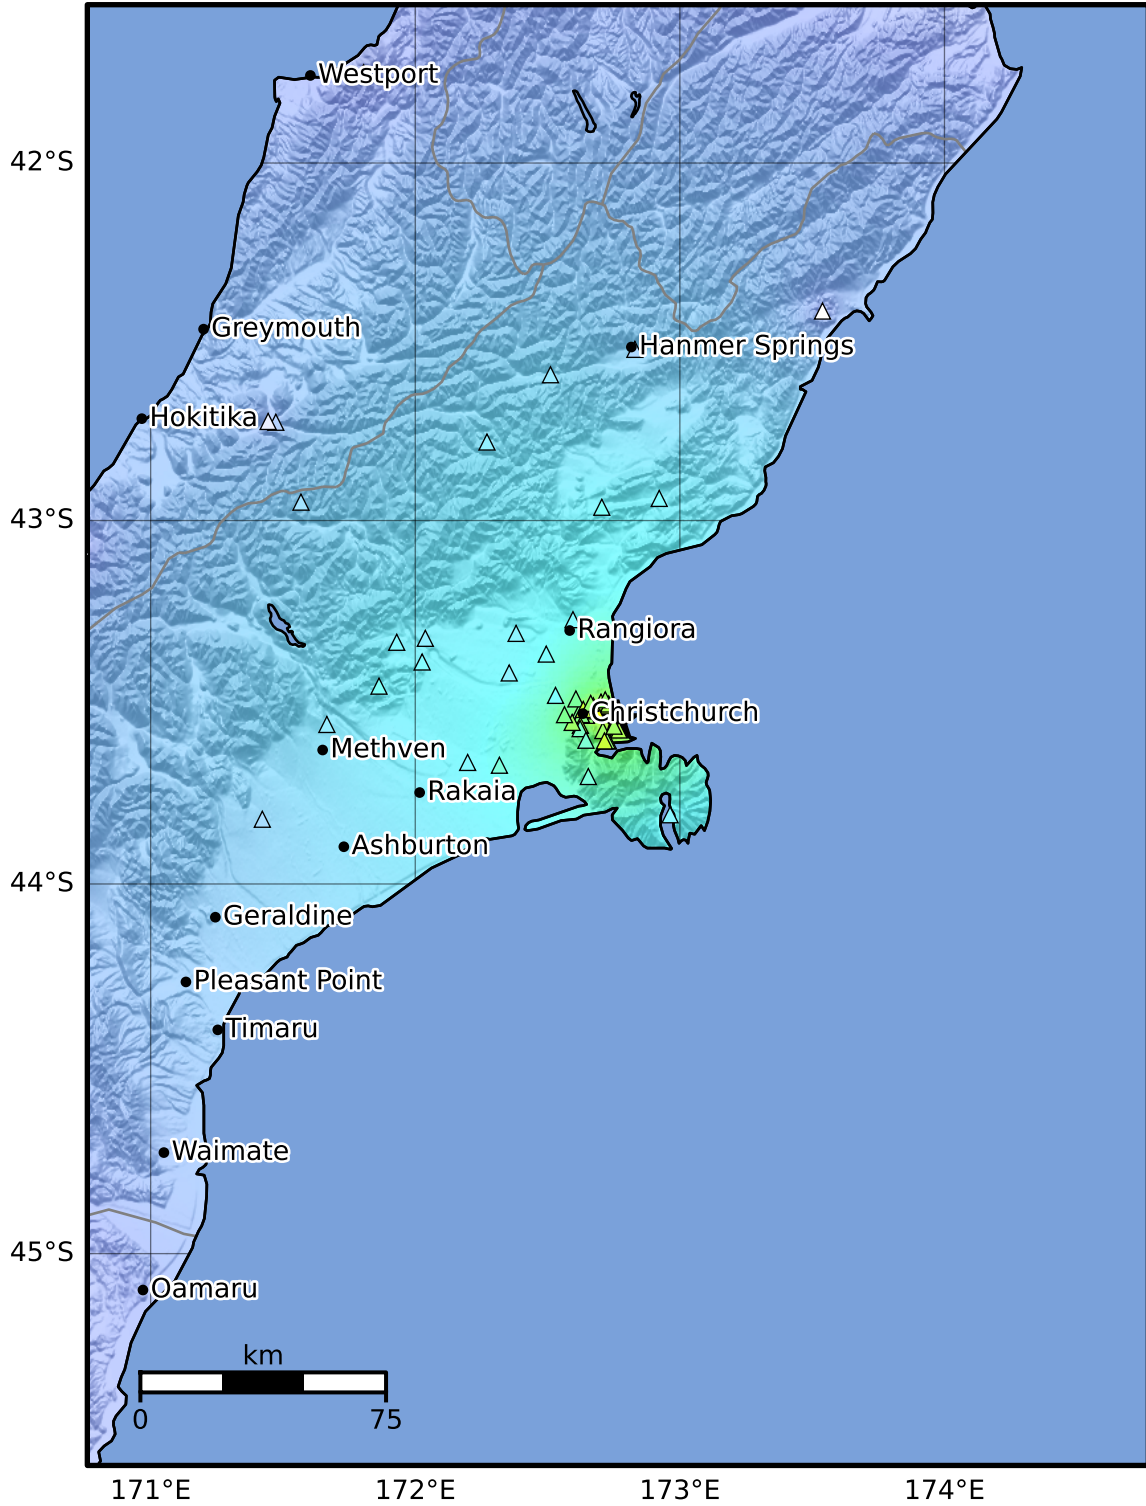 Westport
42°S
Greymouth
Hanmer Springs
Hokitika
43°S
Rangiora
Christchurch
Methven
Rakaia
Ashburton
44°S
Geraldine
Pleasant Point
Timaru
Waimate
45°S
Oamaru
km
0 75
171°E 172°E 173°E 174°E